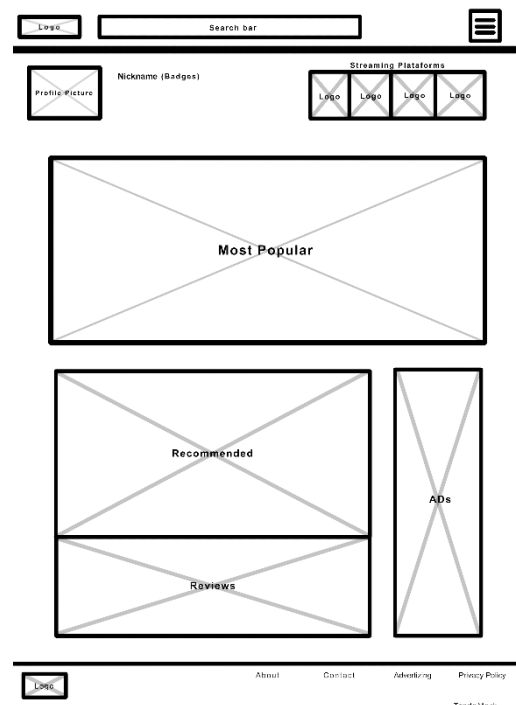 Logo
Search bar
Streaming Plataforms
Nickname (Badges)
Profile Picture
Logo Logo Logo Logo
Most Popular
Recommended
ADs
Reviews
About Contact Advertizing Privacy Policy
Logo